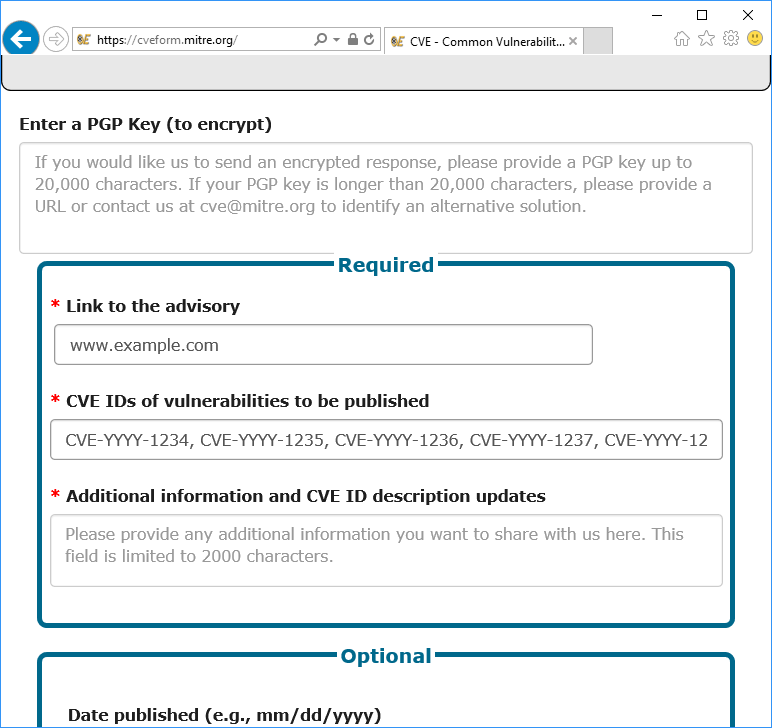 https://cveform.mitre.org/
CVE - Common Vulnerabilit...
Enter a PGP Key (to encrypt)
If you would like us to send an encrypted response, please provide a PGP key up to
20,000 characters. If your PGP key is longer than 20,000 characters, please provide a
URL or contact us at cve@mitre.org to identify an alternative solution.
Required
* Link to the advisory
www.example.com
* CVE IDs of vulnerabilities to be published
CVE-YYYY-1234, CVE-YYYY-1235, CVE-YYYY-1236, CVE-YYYY-1237, CVE-YYYY-12
* Additional information and CVE ID description updates
Please provide any additional information you want to share with us here. This
field is limited to 2000 characters.
Optional
Date published (e.g., mm/dd/yyyy)